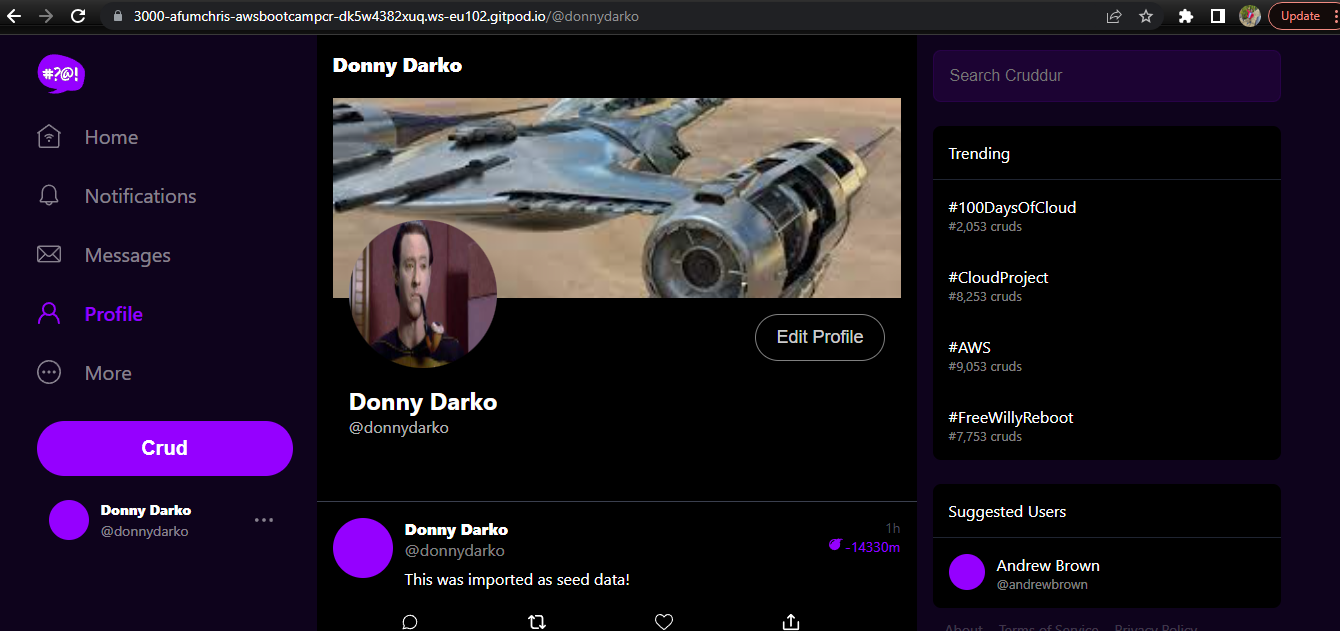 3000-afumchris-awsbootcampcr-dk5w4382xuq.ws-eu102.gitpod.io/@donnydarko
Update
#?@!
Home
Notifications
Messages
Profile
More
Crud
Donny Darko
@donnydarko
Donny Darko
Edit Profile
Donny Darko
@donnydarko
Donny Darko
1h
@donnydarko
-14330m
This was imported as seed data!
Search Cruddur
Trending
#100DaysOfCloud
#2,053 cruds
#CloudProject
#8,253 cruds
#AWS
#9,053 cruds
#FreeWillyReboot
#7,753 cruds
Suggested Users
Andrew Brown
@andrewbrown
About Terms of Service Privacy Policy